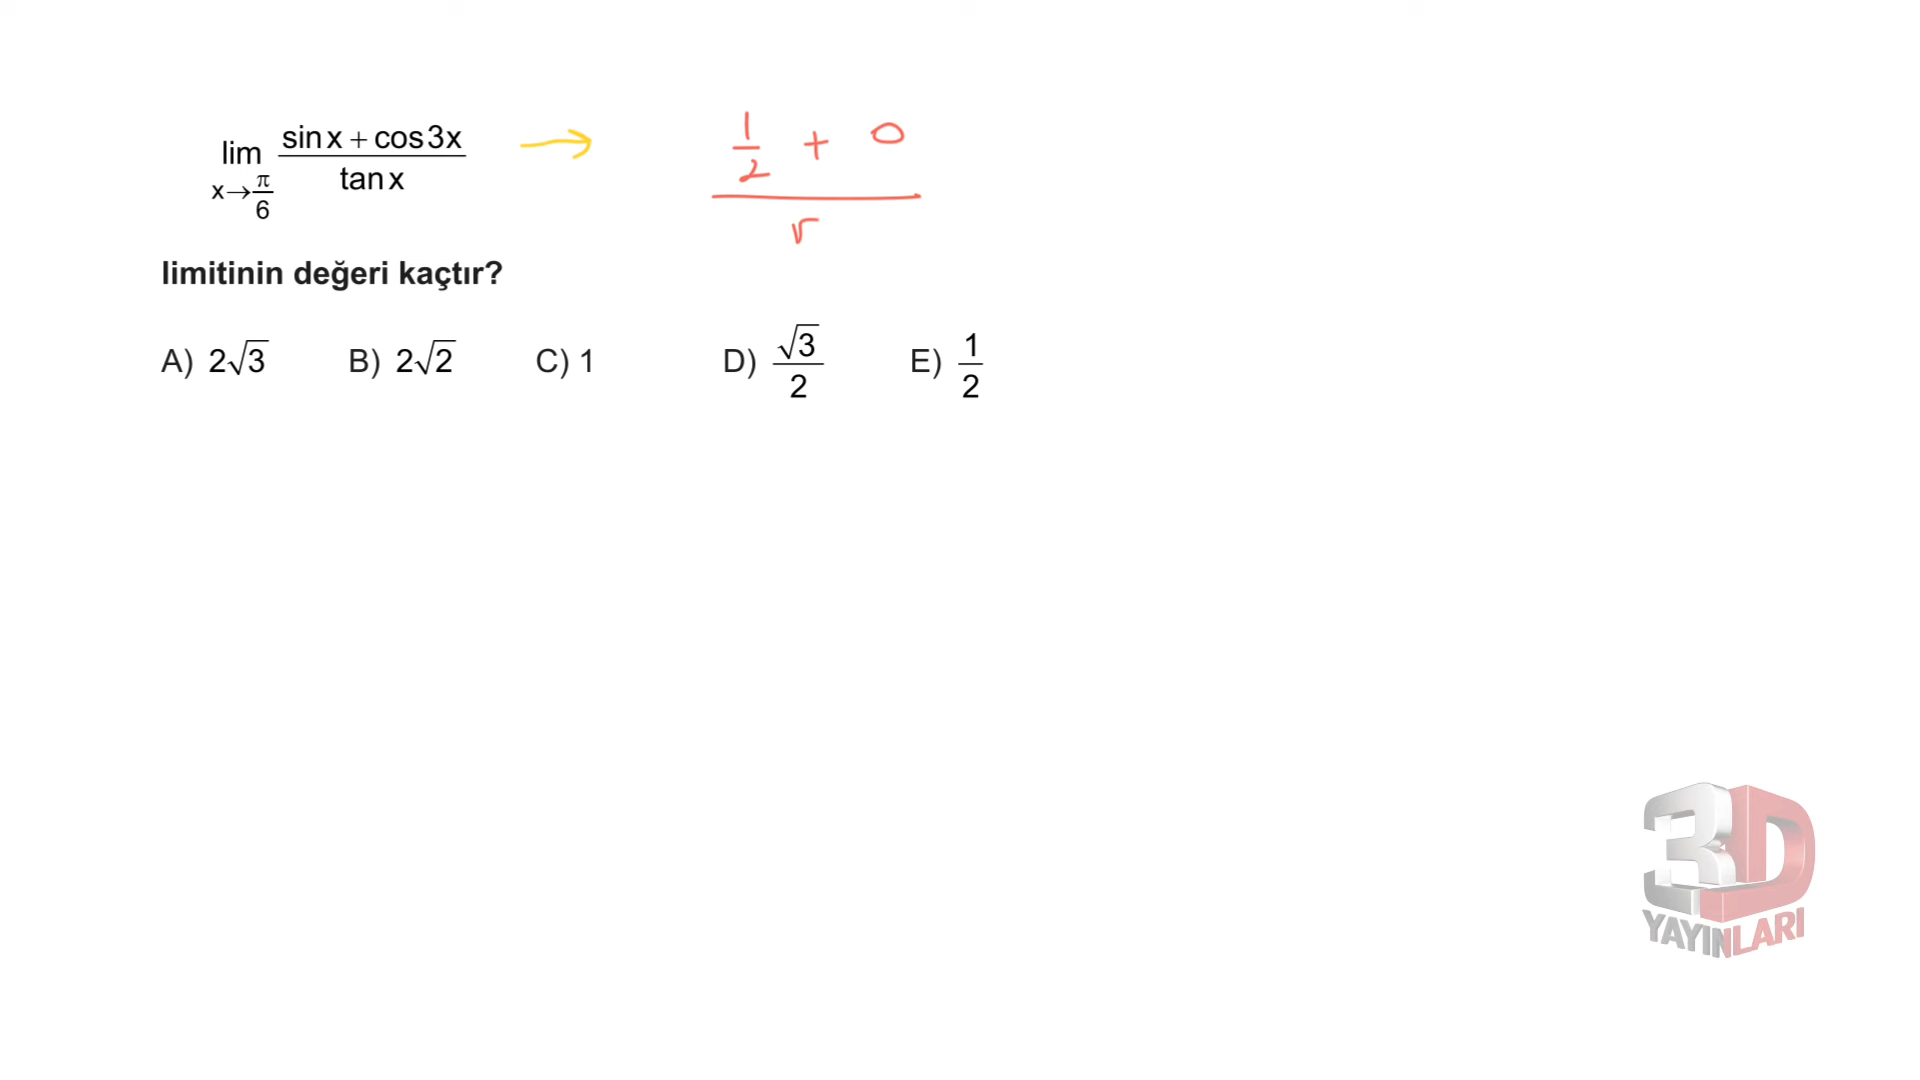 lim x→π/6 (sin x + cos 3x)/(tan x) → (1/2 + 0)/√
limitinin değeri kaçtır?
A) 2√3 B) 2√2 C) 1 D) √3/2 E) 1/2
3D
YAYINLARI